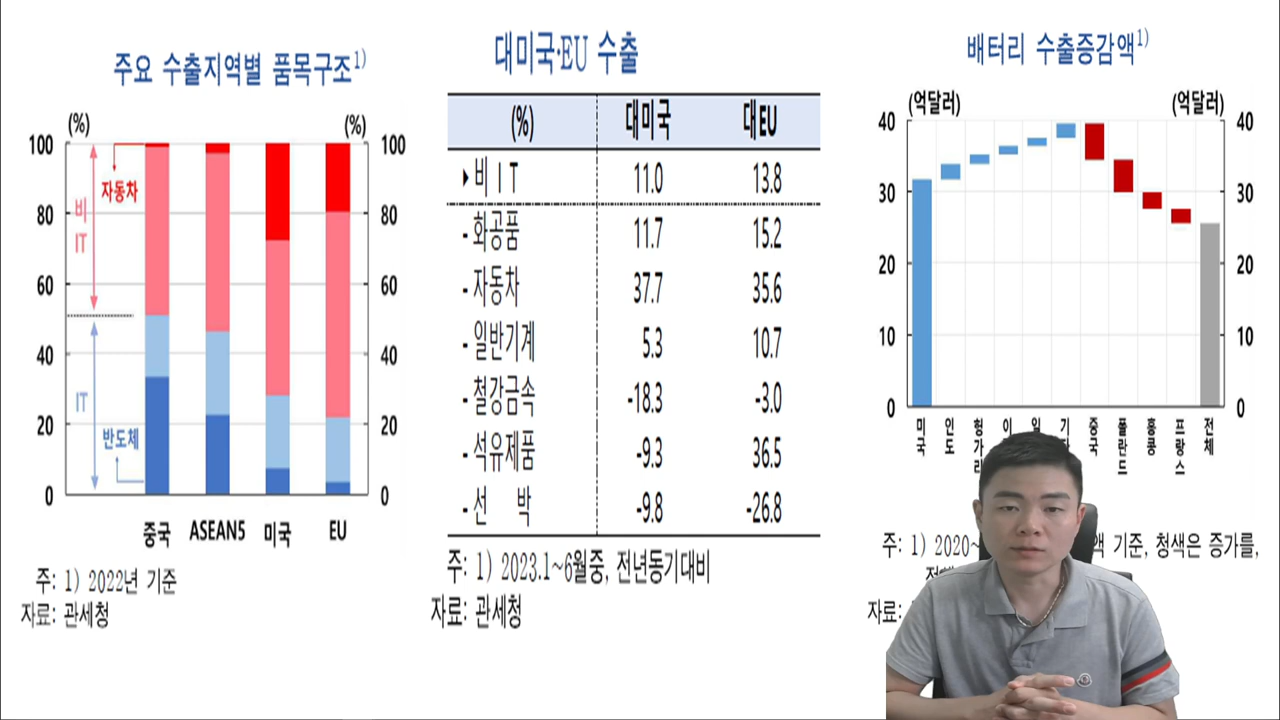 주요 수출지역별 품목구조1)
(%) (%)
100 100
80 80
60 60
40 40
20 20
0 0
자동차
비
IT
IT
반도체
중국 ASEAN5 미국 EU
주: 1) 2022년 기준
자료: 관세청
대미국·EU 수출
(%) 대미국 대EU
▶비 I T 11.0 13.8
- 화공품 11.7 15.2
- 자동차 37.7 35.6
- 일반기계 5.3 10.7
- 철강금속 -18.3 -3.0
- 석유제품 -9.3 36.5
- 선 박 -9.8 -26.8
주: 1) 2023.1~6월중, 전년동기대비
자료: 관세청
배터리 수출증감액1)
(억달러) (억달러)
40 40
30 30
20 20
10 10
0 0
미국 인도 헝가리 중국 폴란드 홍콩 프랑스 전체
주: 1) 2020~ 기준, 청색은 증가를,
자료: